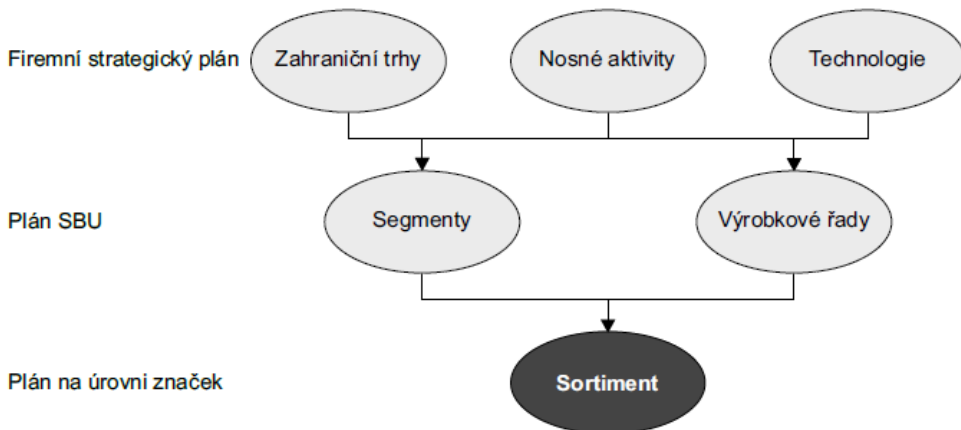 Firemní strategický plán
Zahraniční trhy
Nosné aktivity
Technologie
Plán SBU
Segmenty
Výrobkové řady
Plán na úrovni značek
Sortiment